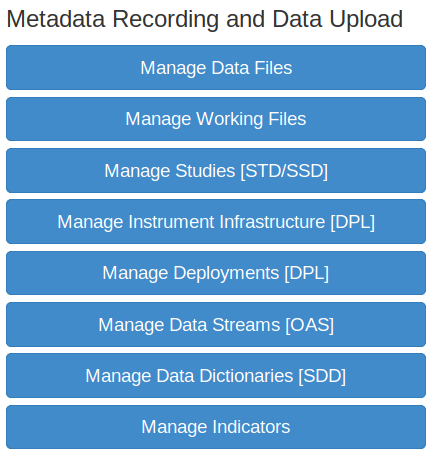 Metadata Recording and Data Upload
Manage Data Files
Manage Working Files
Manage Studies [STD/SSD]
Manage Instrument Infrastructure [DPL]
Manage Deployments [DPL]
Manage Data Streams [OAS]
Manage Data Dictionaries [SDD]
Manage Indicators